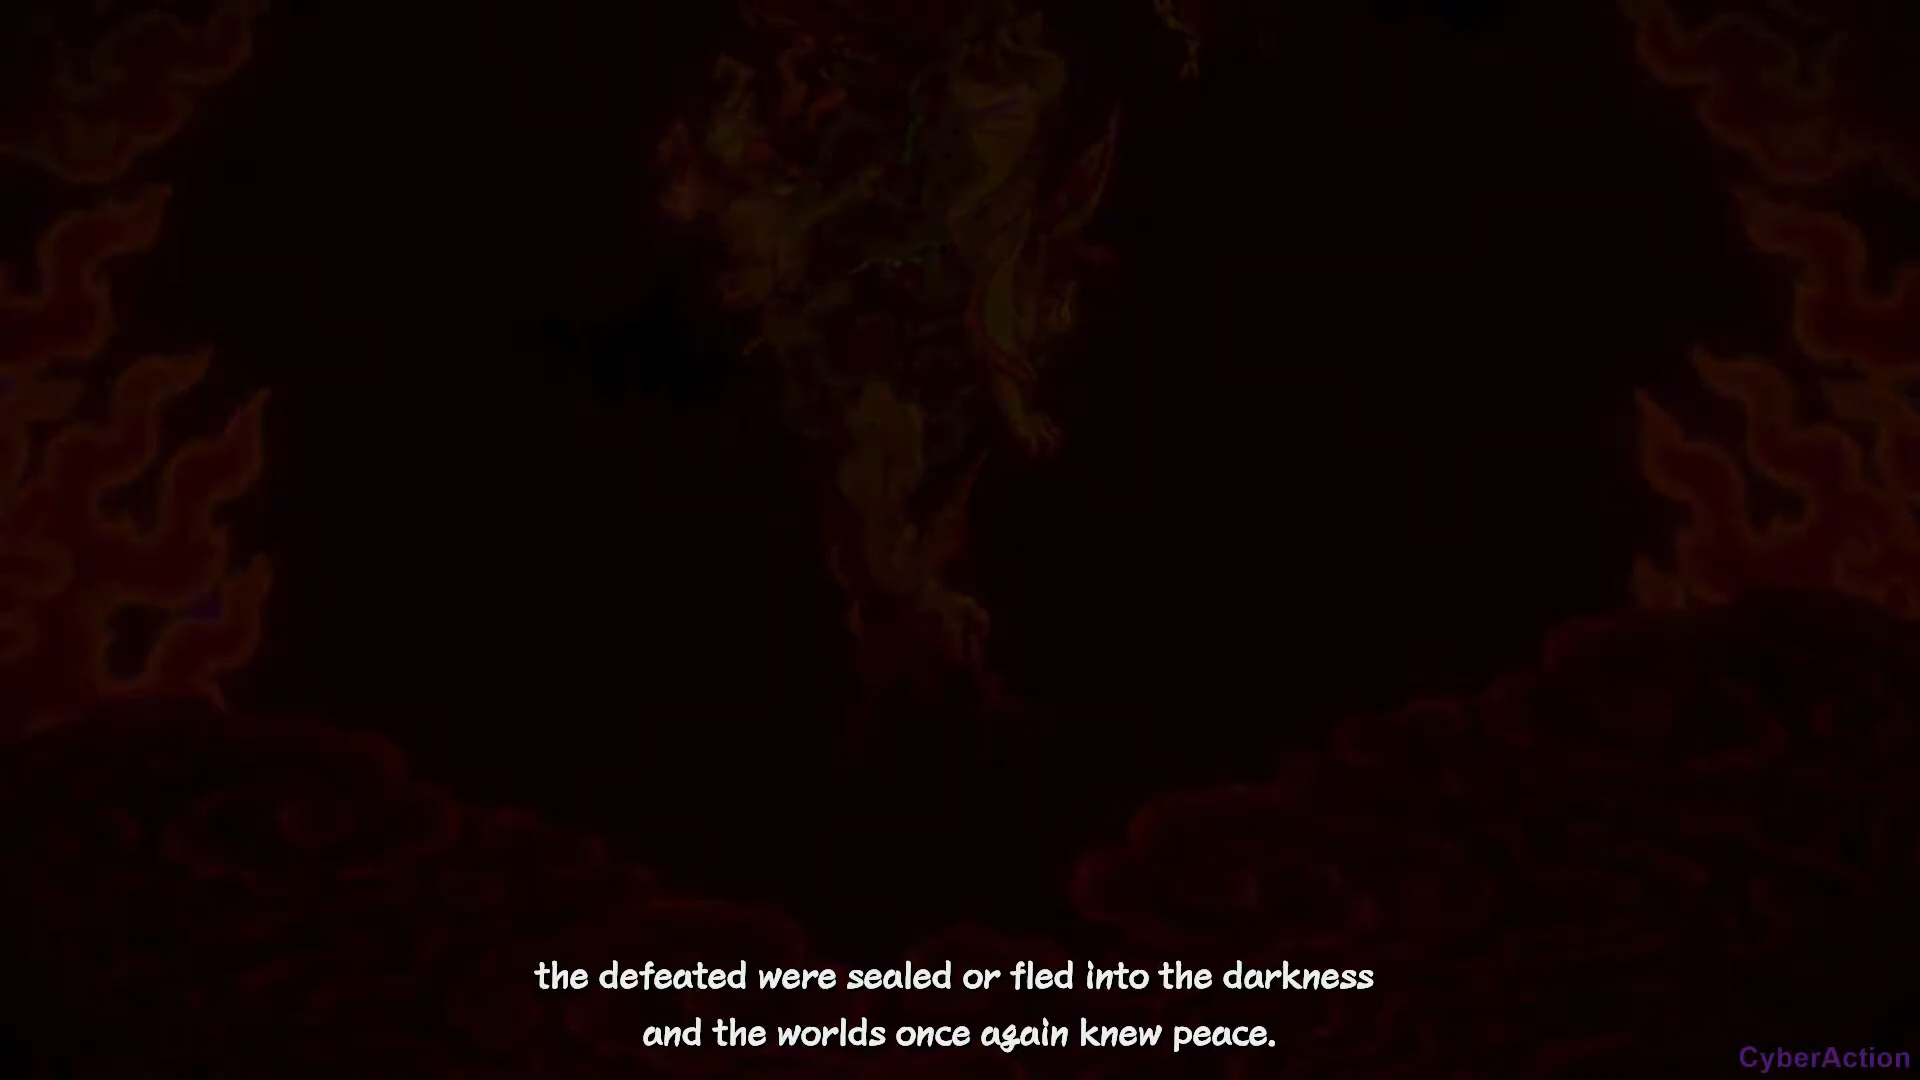 the defeated were sealed or fled into the darkness
and the worlds once again knew peace.
CyberAction